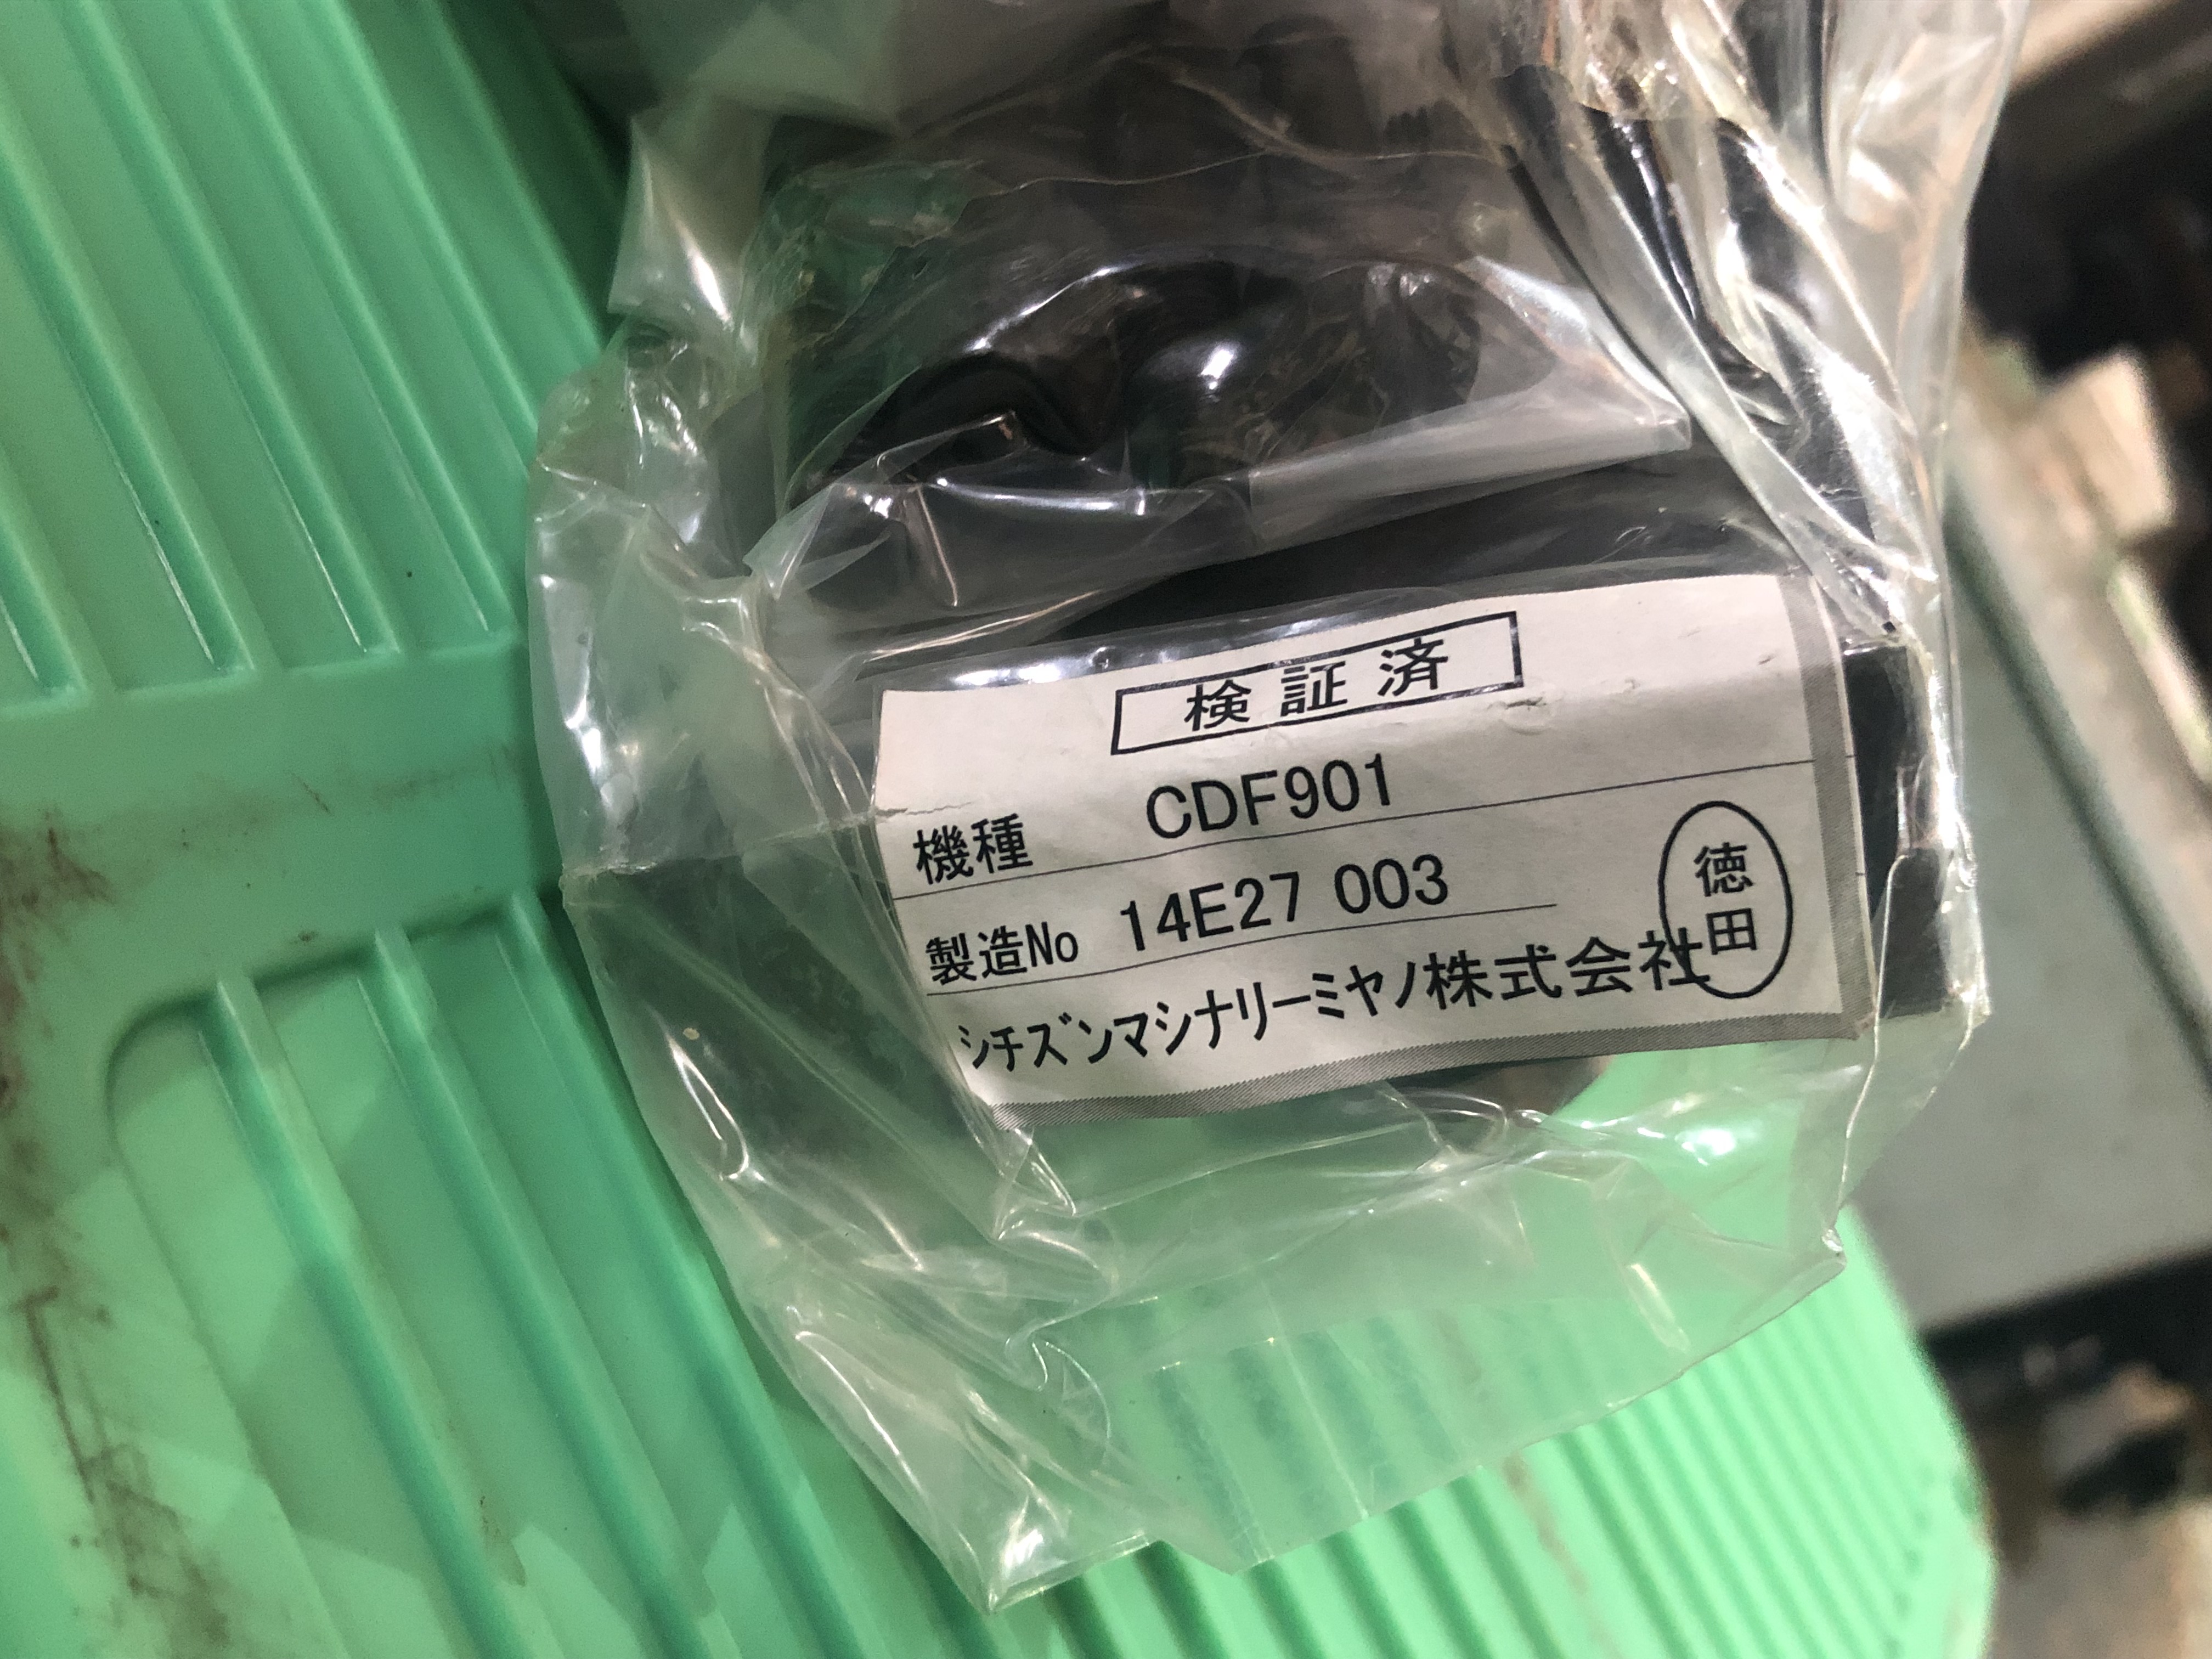 検証済
機種 CDF901
製造No 14E27 003
シチズンマシナリーミヤノ株式会社
徳田